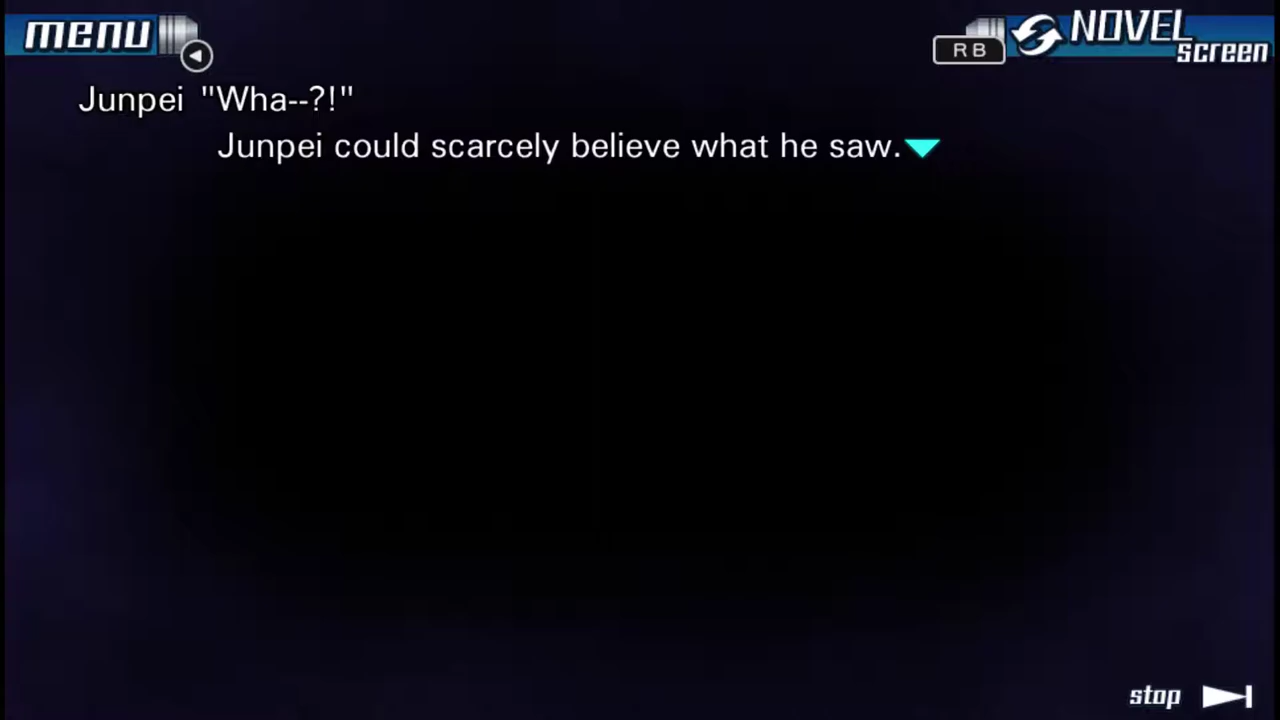 menu
RB
NOVEL
screen
Junpei "Wha--?!"
Junpei could scarcely believe what he saw.
stop